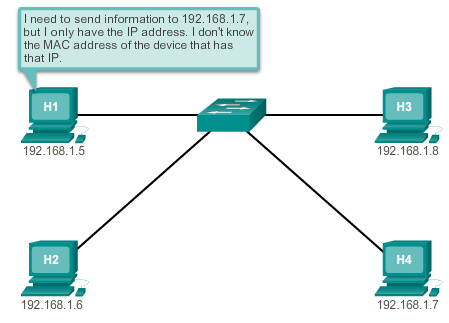 I need to send information to 192.168.1.7,
but I only have the IP address. I don't know
the MAC address of the device that has
that IP.
H1
H3
192.168.1.5
192.168.1.8
H2
H4
192.168.1.6
192.168.1.7